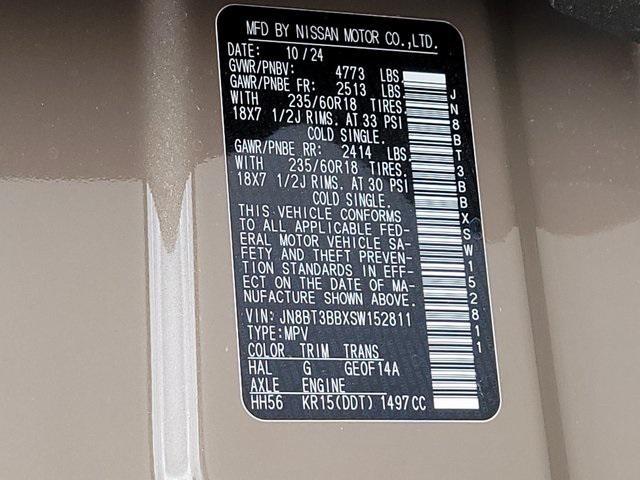 MFD BY NISSAN MOTOR CO.,LTD.
DATE: 10/24
GVWR/PNBV: 4773 LBS
GAWR/PNBE FR: 2513 LBS
WITH 235/60R18 TIRES.
18X7 1/2J RIMS. AT 33 PSI
COLD SINGLE.
GAWR/PNBE RR: 2414 LBS
WITH 235/60R18 TIRES.
18X7 1/2J RIMS. AT 30 PSI
COLD SINGLE.
THIS VEHICLE CONFORMS
TO ALL APPLICABLE FED-
ERAL MOTOR VEHICLE SA-
FETY AND THEFT PREVEN-
TION STANDARDS IN EFF-
ECT ON THE DATE OF MA-
NUFACTURE SHOWN ABOVE.
VIN: JN8BT3BBXSW152811
TYPE:MPV
COLOR TRIM TRANS
HAL G GE0F14A
AXLE ENGINE
HH56 KR15(DDT) 1497CC
JN8BT3BBXSW152811